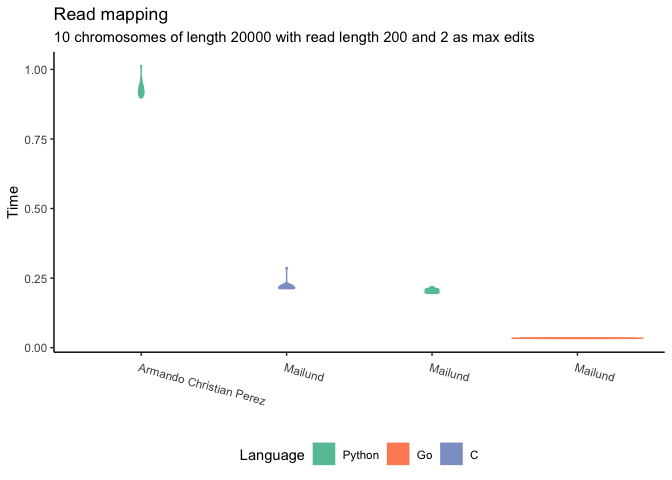 Read mapping
10 chromosomes of length 20000 with read length 200 and 2 as max edits
1.00
0.75
0.50
0.25
0.00
Time
Armando Christian Perez
Mailund
Mailund
Mailund
Language Python Go C